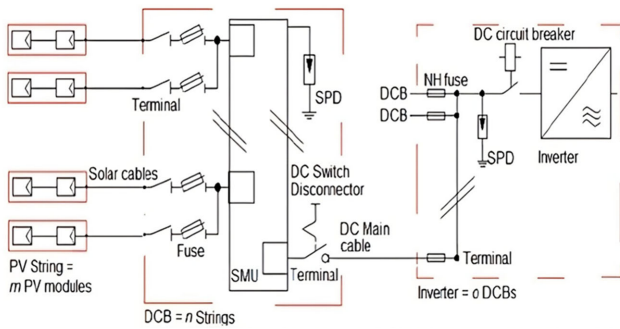 DC circuit breaker
NH fuse
DCB
DCB
Terminal
SPD
SPD
Inverter
Solar cables
DC Switch
Disconnector
DC Main
cable
Fuse
SMU
Terminal
Terminal
PV String =
m PV modules
DCB = n Strings
Inverter = o DCBs